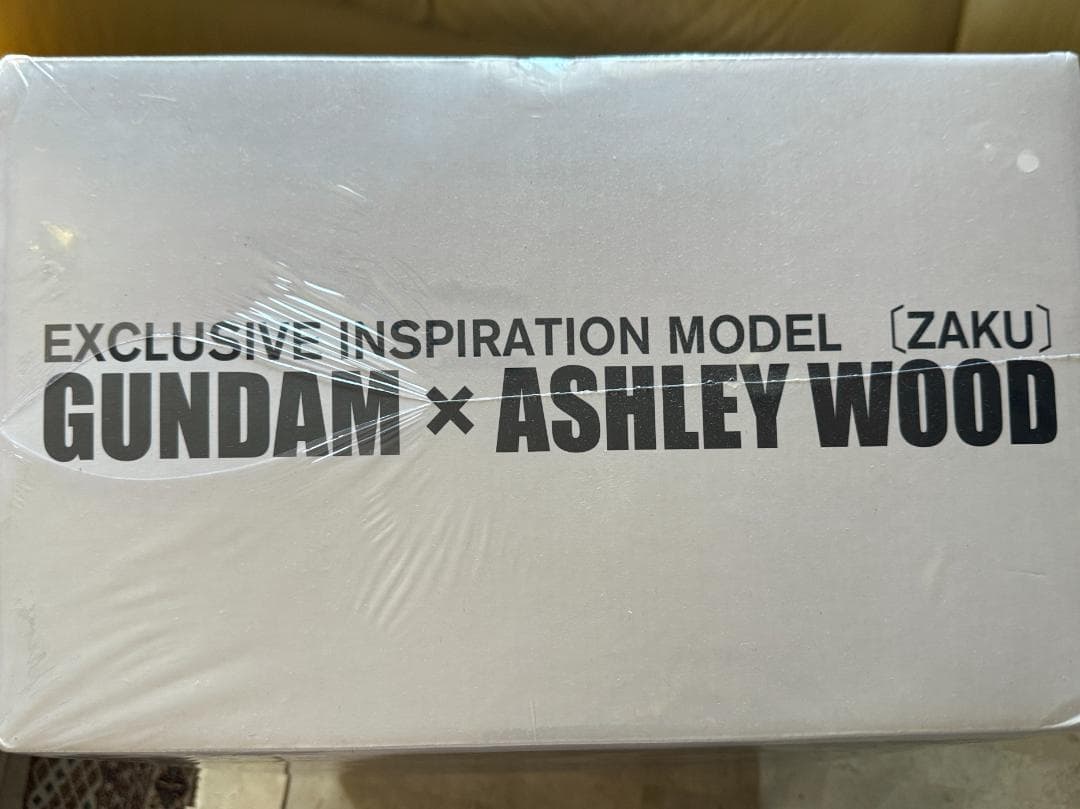 EXCLUSIVE INSPIRATION MODEL 〔ZAKU〕
GUNDAM × ASHLEY WOOD